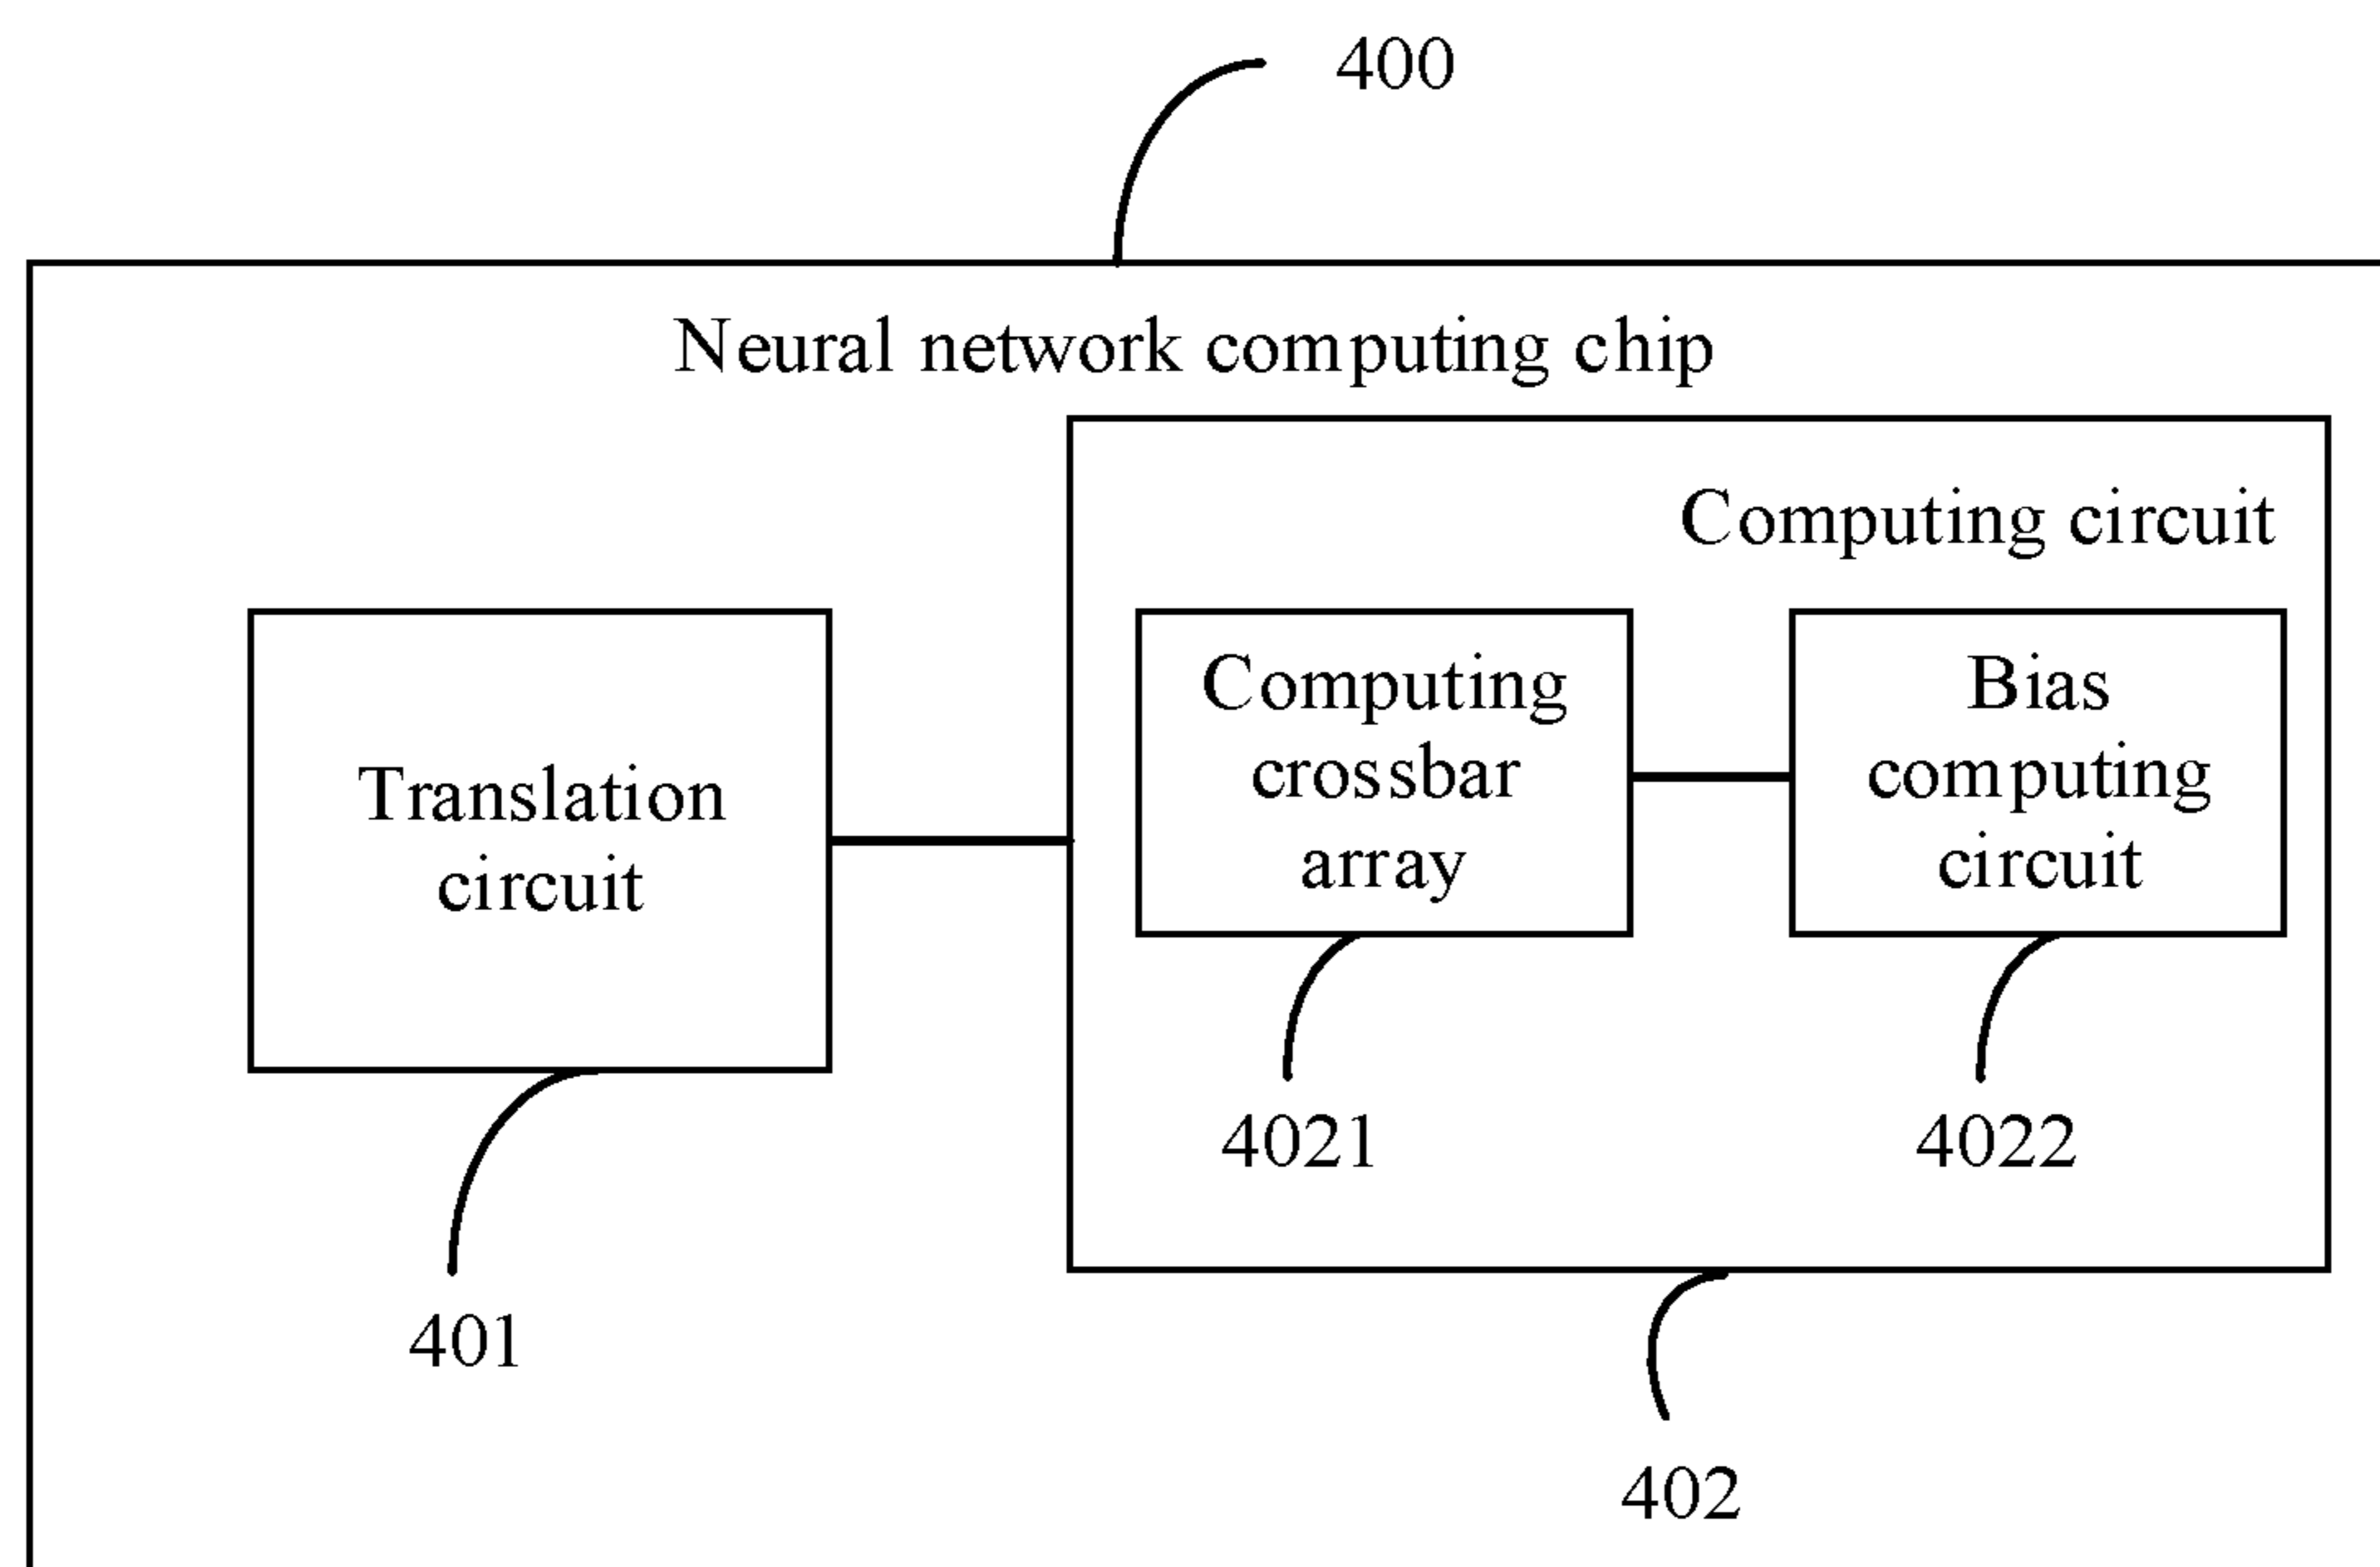 400
Neural network computing chip
Computing circuit
Translation
circuit
Computing
crossbar
array
Bias
computing
circuit
4021
4022
401
402